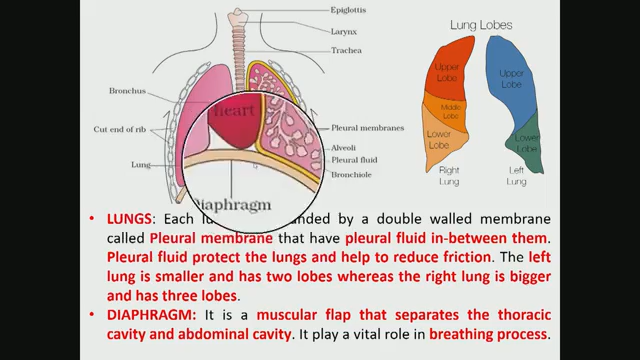 Epiglottis
Larynx
Trachea
Bronchus
Cut end of rib
Lung
heart
Diaphragm
Pleural membranes
Alveoli
Pleural fluid
Bronchiole
Lung Lobes
Upper Lobe
Middle Lobe
Lower Lobe
Right Lung
Upper Lobe
Lower Lobe
Left Lung
• LUNGS: Each by a double walled membrane
called Pleural membrane that have pleural fluid in-between them.
Pleural fluid protect the lungs and help to reduce friction. The left
lung is smaller and has two lobes whereas the right lung is bigger
and has three lobes.
• DIAPHRAGM: It is a muscular flap that separates the thoracic
cavity and abdominal cavity. It play a vital role in breathing process.